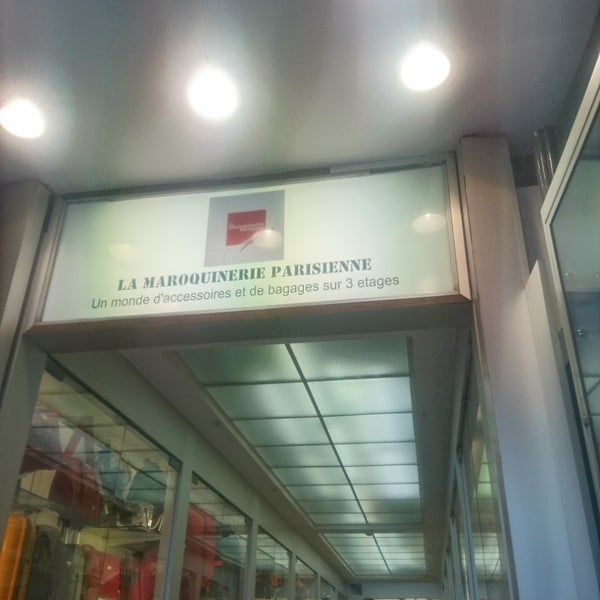 LA MAROQUINERIE PARISIENNE
Un monde d'accessoires et de bagages sur 3 etages